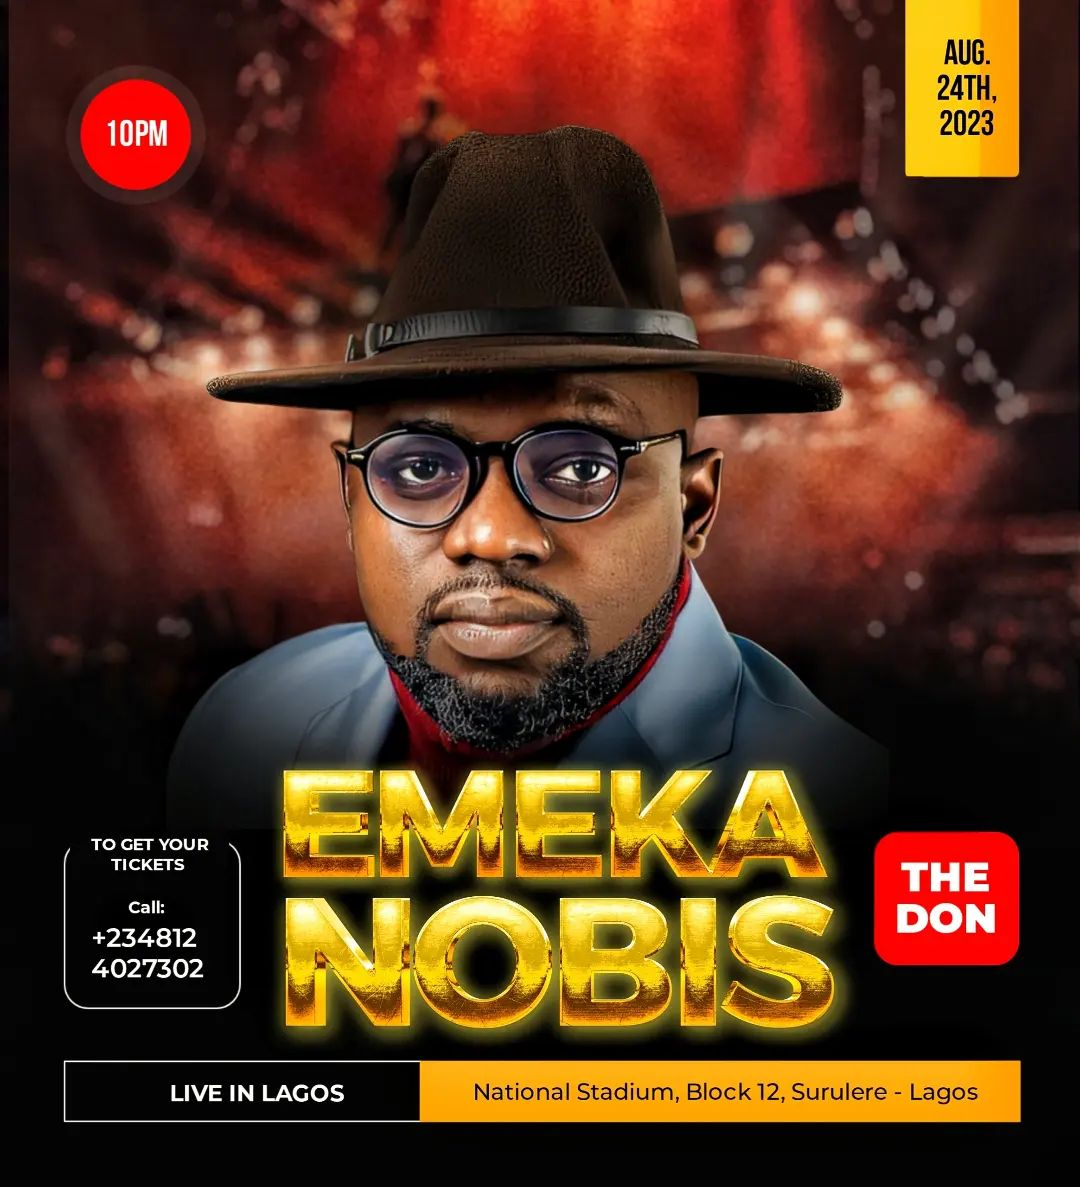 10PM
AUG.
24TH,
2023
EMEKA
NOBIS
TO GET YOUR
TICKETS
Call:
+234812
4027302
THE
DON
LIVE IN LAGOS
National Stadium, Block 12, Surulere - Lagos